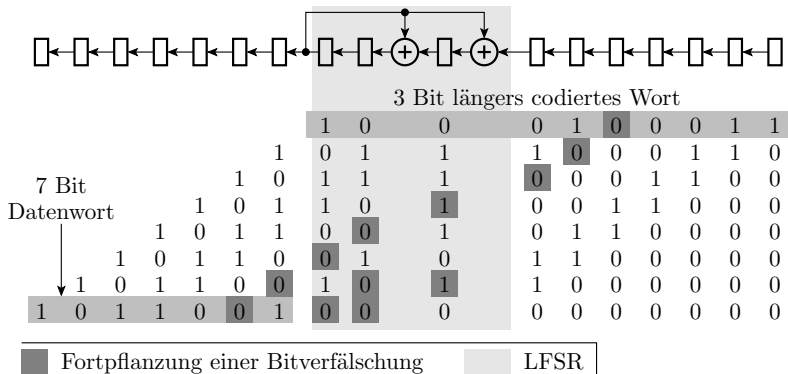 3 Bit längers codiertes Wort
1 0 0 0 1 0 0 0 1 1
1 0 1 1 1 0 0 0 1 1 0
7 Bit
1 0 1 1 1 0 0 0 1 1 0 0
Datenwort
1 0 1 1 0 1 0 0 1 1 0 0 0
1 0 1 1 0 0 1 0 1 1 0 0 0 0
1 0 1 1 0 0 1 0 1 1 0 0 0 0 0
1 0 1 1 0 0 1 0 1 1 0 0 0 0 0 0
1 0 1 1 0 0 1 0 0 0 0 0 0 0 0 0 0
Fortpflanzung einer Bitverfälschung LFSR